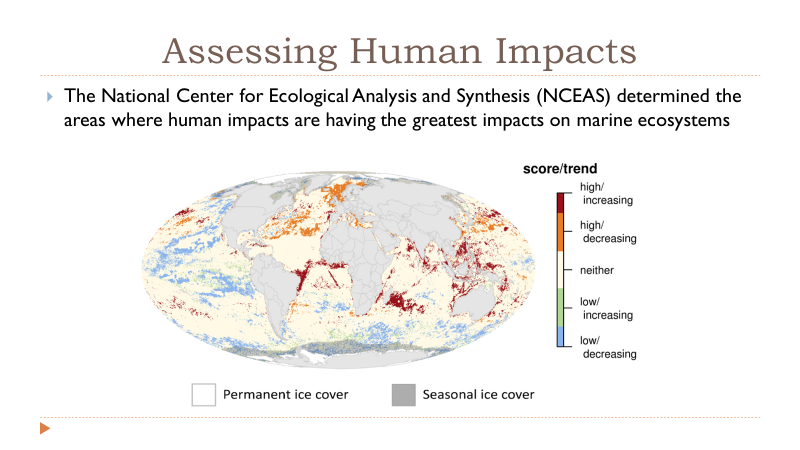 Assessing Human Impacts
The National Center for Ecological Analysis and Synthesis (NCEAS) determined the
areas where human impacts are having the greatest impacts on marine ecosystems
score/trend
high/
increasing
high/
decreasing
neither
low/
increasing
low/
decreasing
Permanent ice cover
Seasonal ice cover